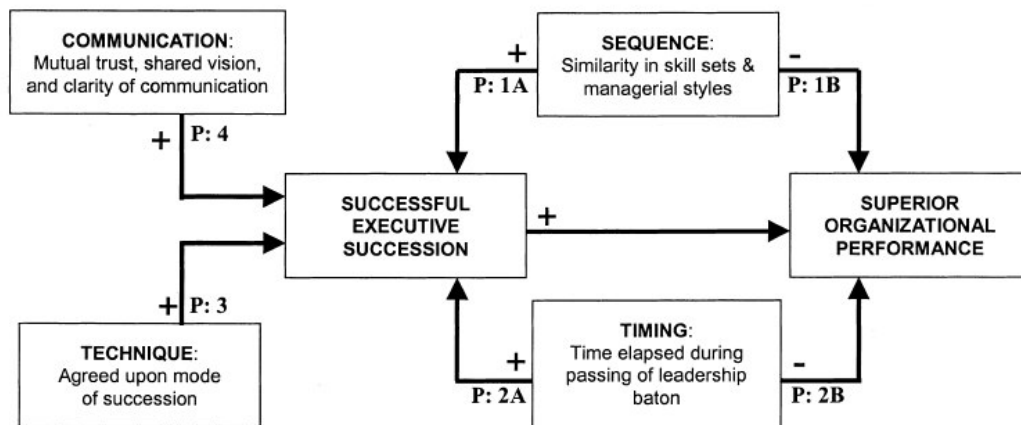 COMMUNICATION:
Mutual trust, shared vision,
and clarity of communication
+
P: 4
SEQUENCE:
Similarity in skill sets &
managerial styles
+
P: 1A
-
P: 1B
SUCCESSFUL
EXECUTIVE
SUCCESSION
+
SUPERIOR
ORGANIZATIONAL
PERFORMANCE
+
P: 3
TECHNIQUE:
Agreed upon mode
of succession
TIMING:
Time elapsed during
passing of leadership
baton
+
P: 2A
-
P: 2B